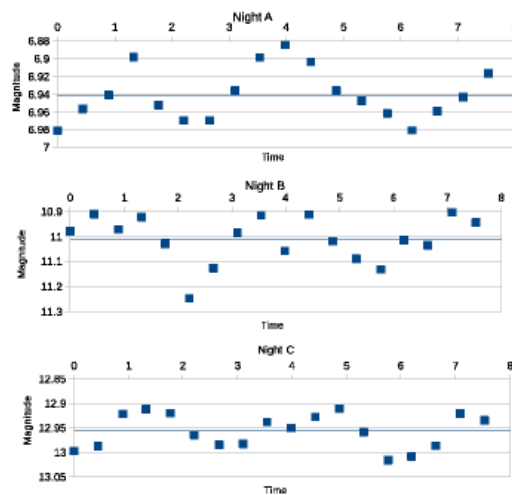 Night A
0 1 2 3 4 5 6 7
6.88
6.9
6.92
6.94
6.96
6.98
7
Magnitude
Time
Night B
0 1 2 3 4 5 6 7 8
10.9
11
11.1
11.2
11.3
Magnitude
Time
Night C
0 1 2 3 4 5 6 7 8
12.85
12.9
12.95
13
13.05
Magnitude
Time